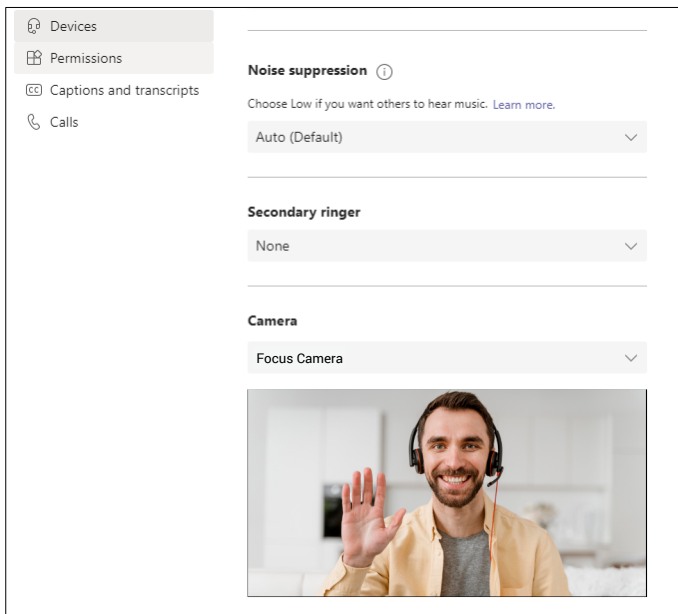 Devices
Permissions
CC Captions and transcripts
Calls
Noise suppression
Choose Low if you want others to hear music. Learn more.
Auto (Default)
Secondary ringer
None
Camera
Focus Camera